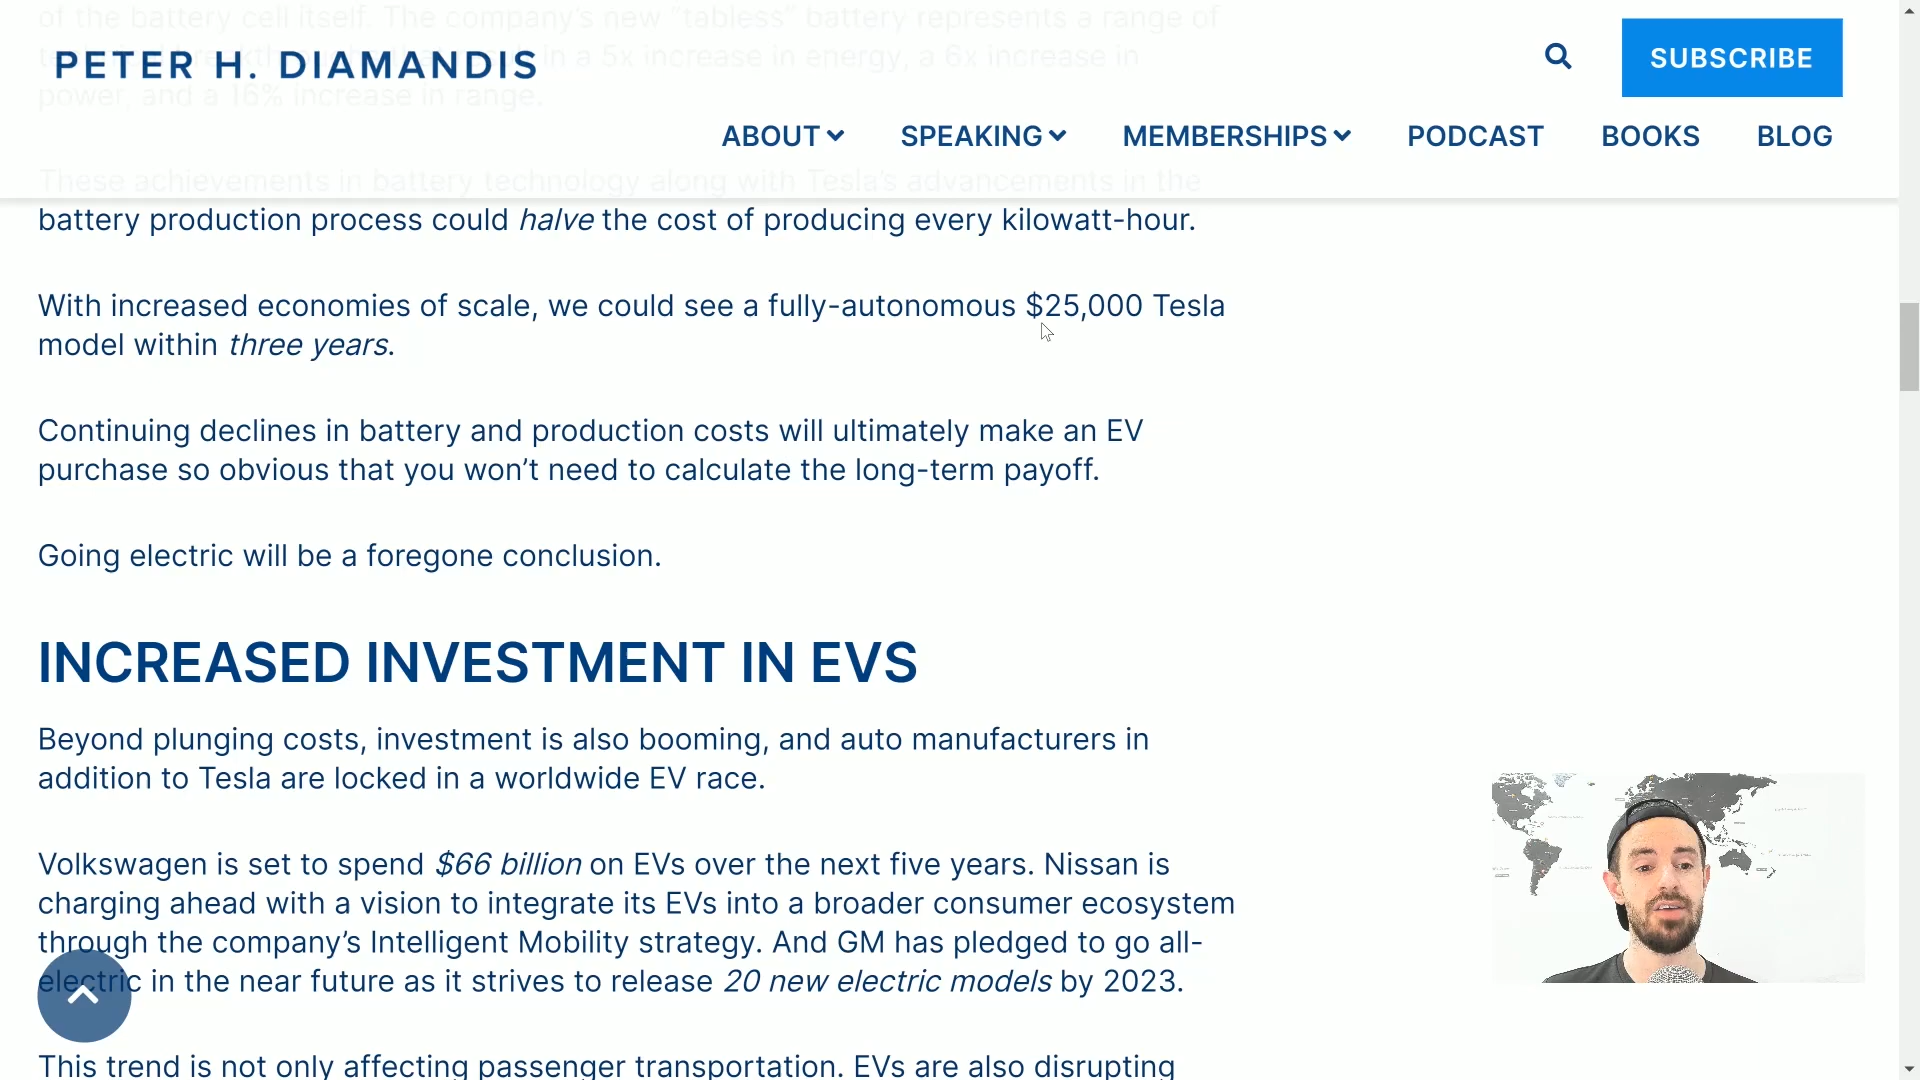 of the battery cell itself. The company's new "tabless" battery represents a range of
in a 5x increase in energy, a 6x increase in
PETER H. DIAMANDIS
power, and a 16% increase in range.
SUBSCRIBE
ABOUT SPEAKING MEMBERSHIPS PODCAST BOOKS BLOG
These achievements in battery technology along with Tesla's advancements in the
battery production process could halve the cost of producing every kilowatt-hour.
With increased economies of scale, we could see a fully-autonomous $25,000 Tesla
model within three years.
Continuing declines in battery and production costs will ultimately make an EV
purchase so obvious that you won't need to calculate the long-term payoff.
Going electric will be a foregone conclusion.
INCREASED INVESTMENT IN EVS
Beyond plunging costs, investment is also booming, and auto manufacturers in
addition to Tesla are locked in a worldwide EV race.
Volkswagen is set to spend $66 billion on EVs over the next five years. Nissan is
charging ahead with a vision to integrate its EVs into a broader consumer ecosystem
through the company's Intelligent Mobility strategy. And GM has pledged to go all-
electric in the near future as it strives to release 20 new electric models by 2023.
This trend is not only affecting passenger transportation. EVs are also disrupting